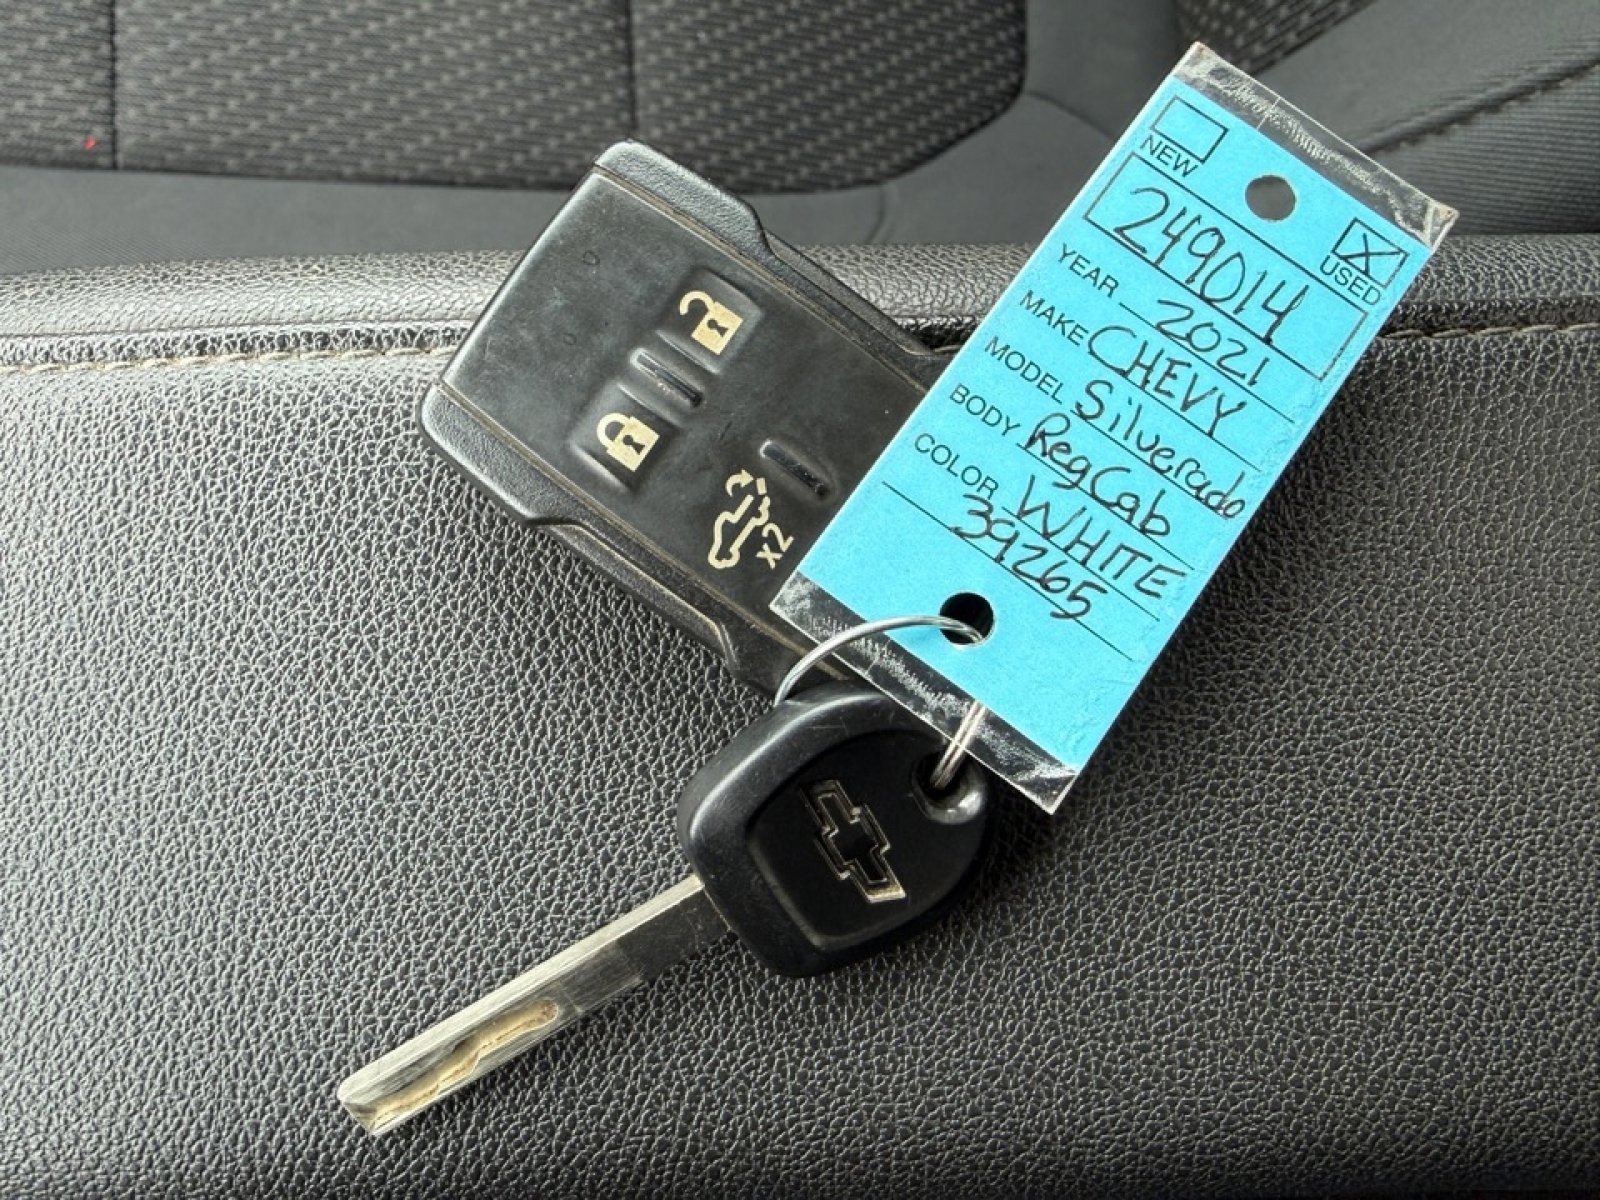 NEW
USED
249014
YEAR 2021
MAKE CHEVY
MODEL Silverado
BODY RegCab
COLOR WHITE
39265
x2